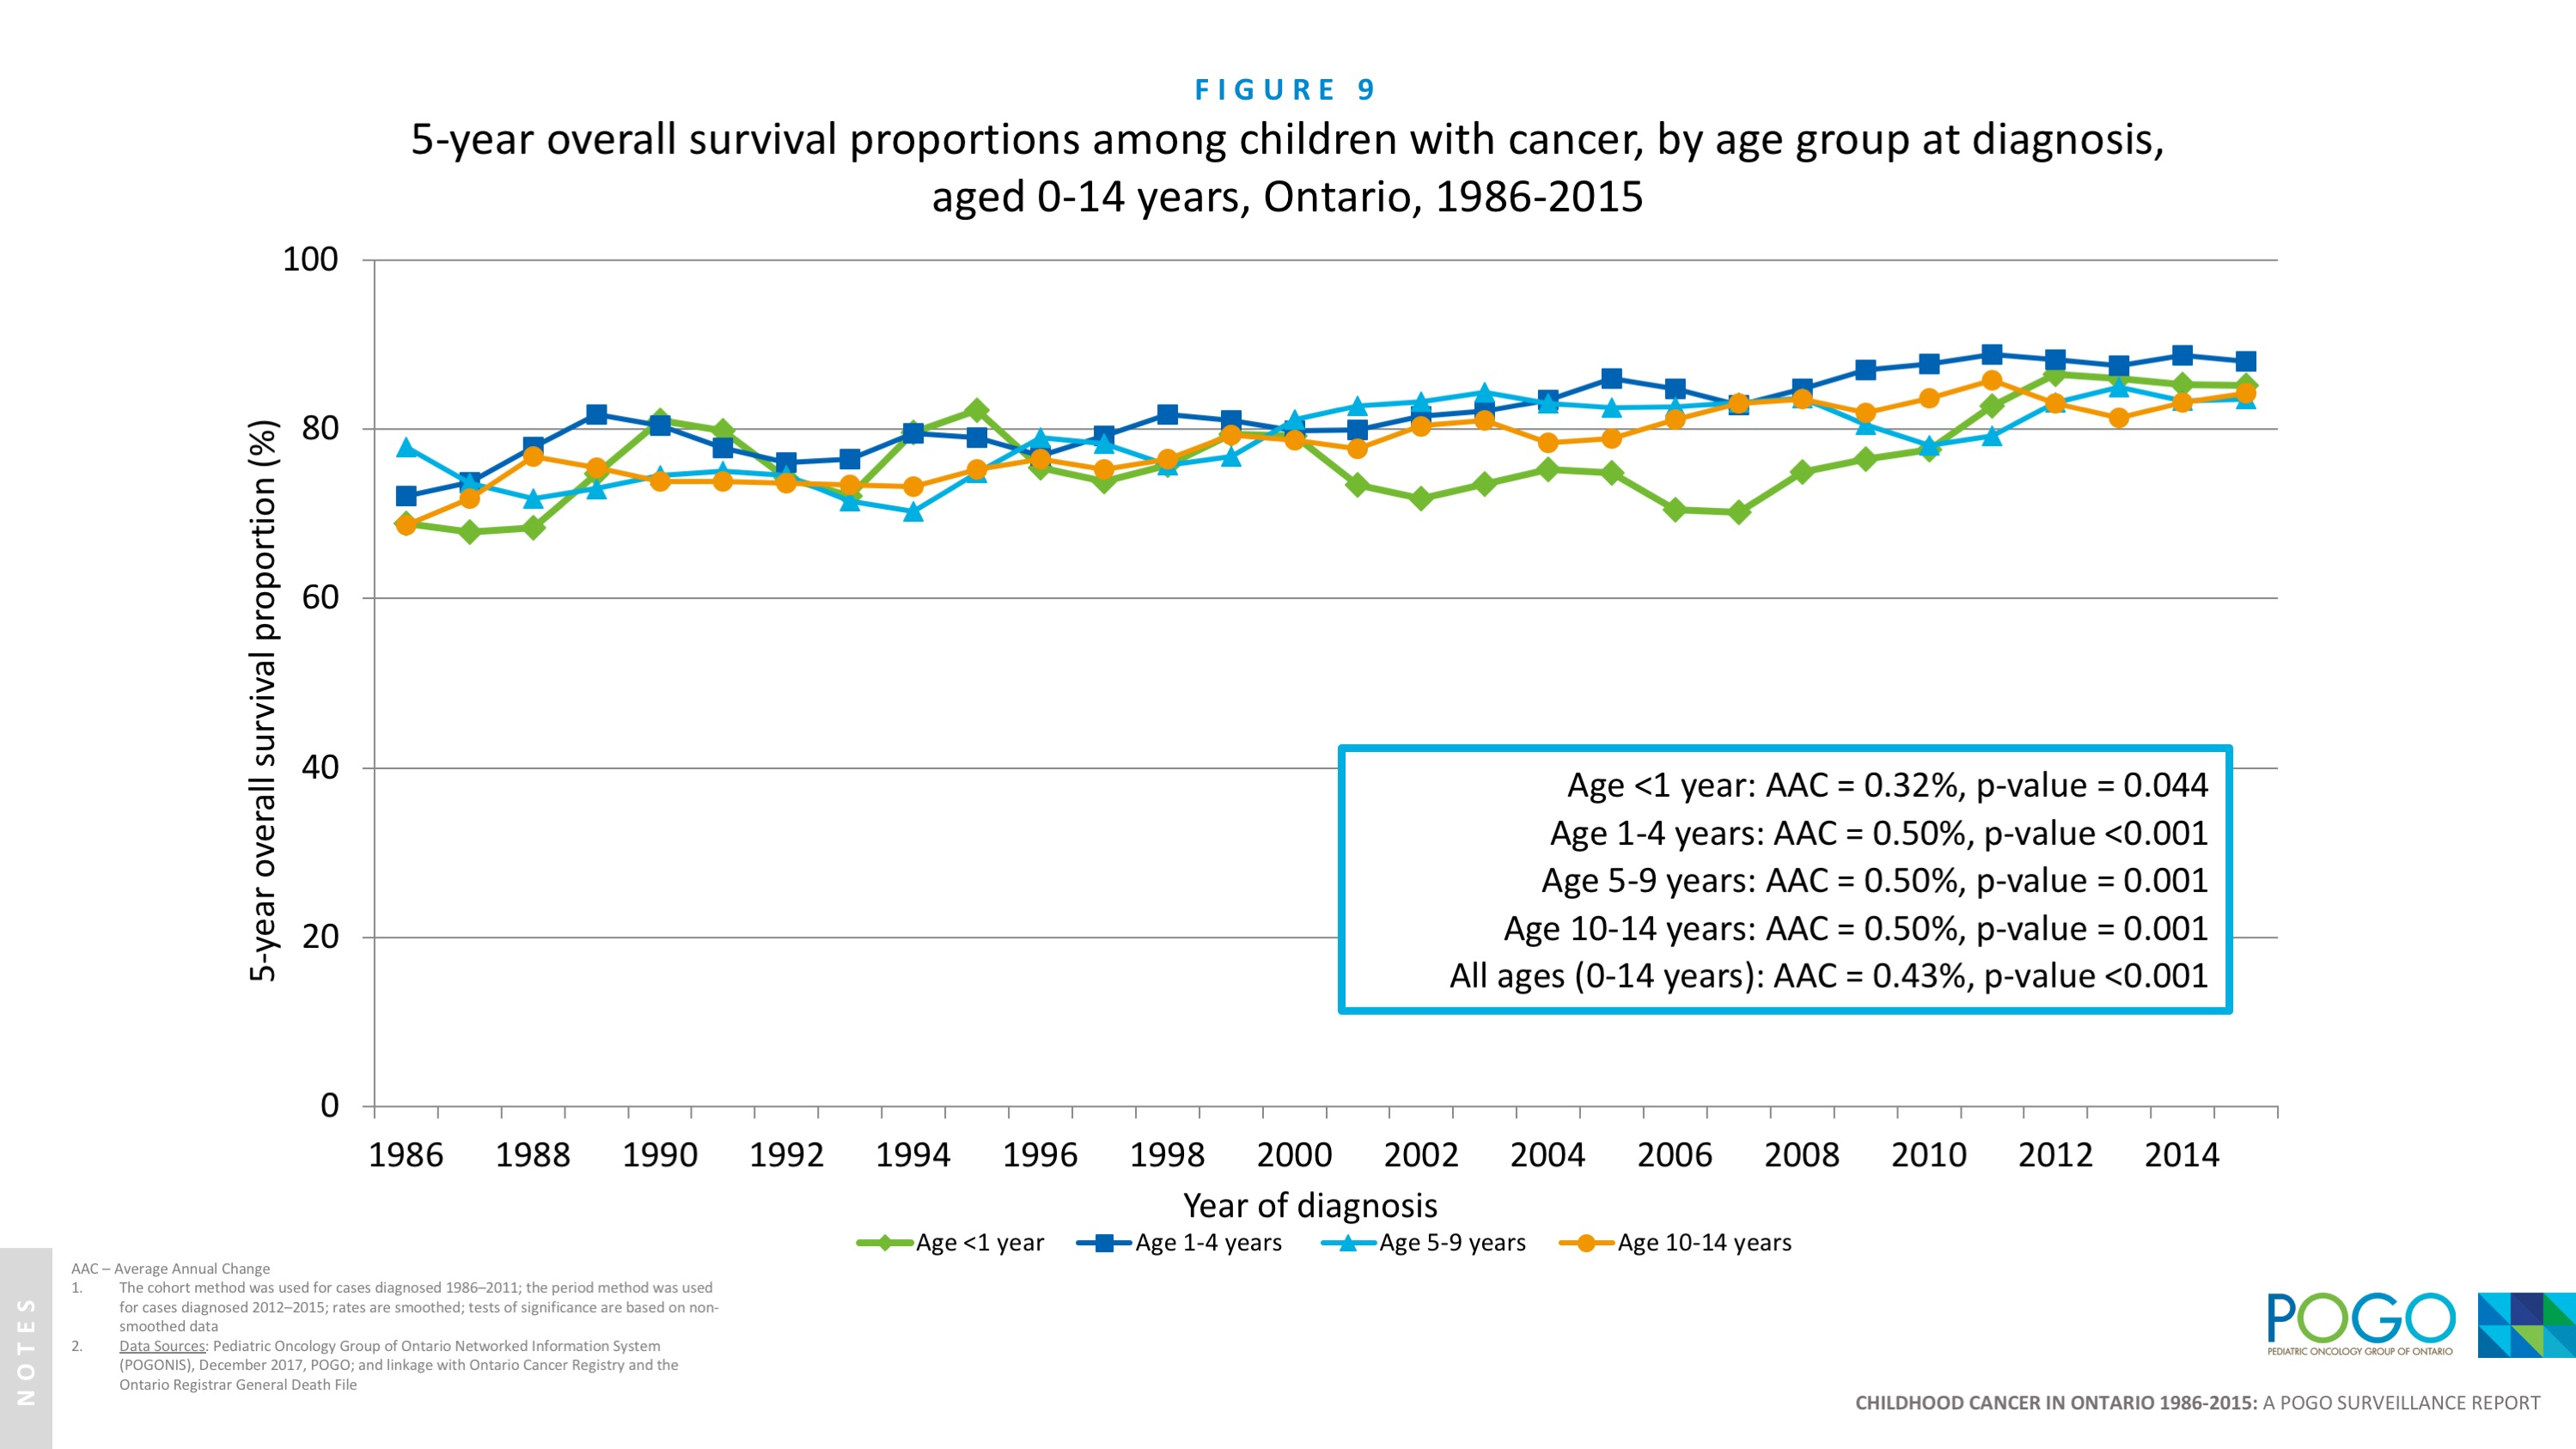 FIGURE 9
5-year overall survival proportions among children with cancer, by age group at diagnosis,
aged 0-14 years, Ontario, 1986-2015
5-year overall survival proportion (%)
100
80
60
40
20
0
Age <1 year: AAC = 0.32%, p-value = 0.044
Age 1-4 years: AAC = 0.50%, p-value <0.001
Age 5-9 years: AAC = 0.50%, p-value = 0.001
Age 10-14 years: AAC = 0.50%, p-value = 0.001
All ages (0-14 years): AAC = 0.43%, p-value <0.001
1986 1988 1990 1992 1994 1996 1998 2000 2002 2004 2006 2008 2010 2012 2014
Year of diagnosis
Age <1 year Age 1-4 years Age 5-9 years Age 10-14 years
NOTES
AAC – Average Annual Change
1. The cohort method was used for cases diagnosed 1986–2011; the period method was used
for cases diagnosed 2012–2015; rates are smoothed; tests of significance are based on non-
smoothed data
2. Data Sources: Pediatric Oncology Group of Ontario Networked Information System
(POGONIS), December 2017, POGO; and linkage with Ontario Cancer Registry and the
Ontario Registrar General Death File
POGO
PEDIATRIC ONCOLOGY GROUP OF ONTARIO
CHILDHOOD CANCER IN ONTARIO 1986-2015: A POGO SURVEILLANCE REPORT